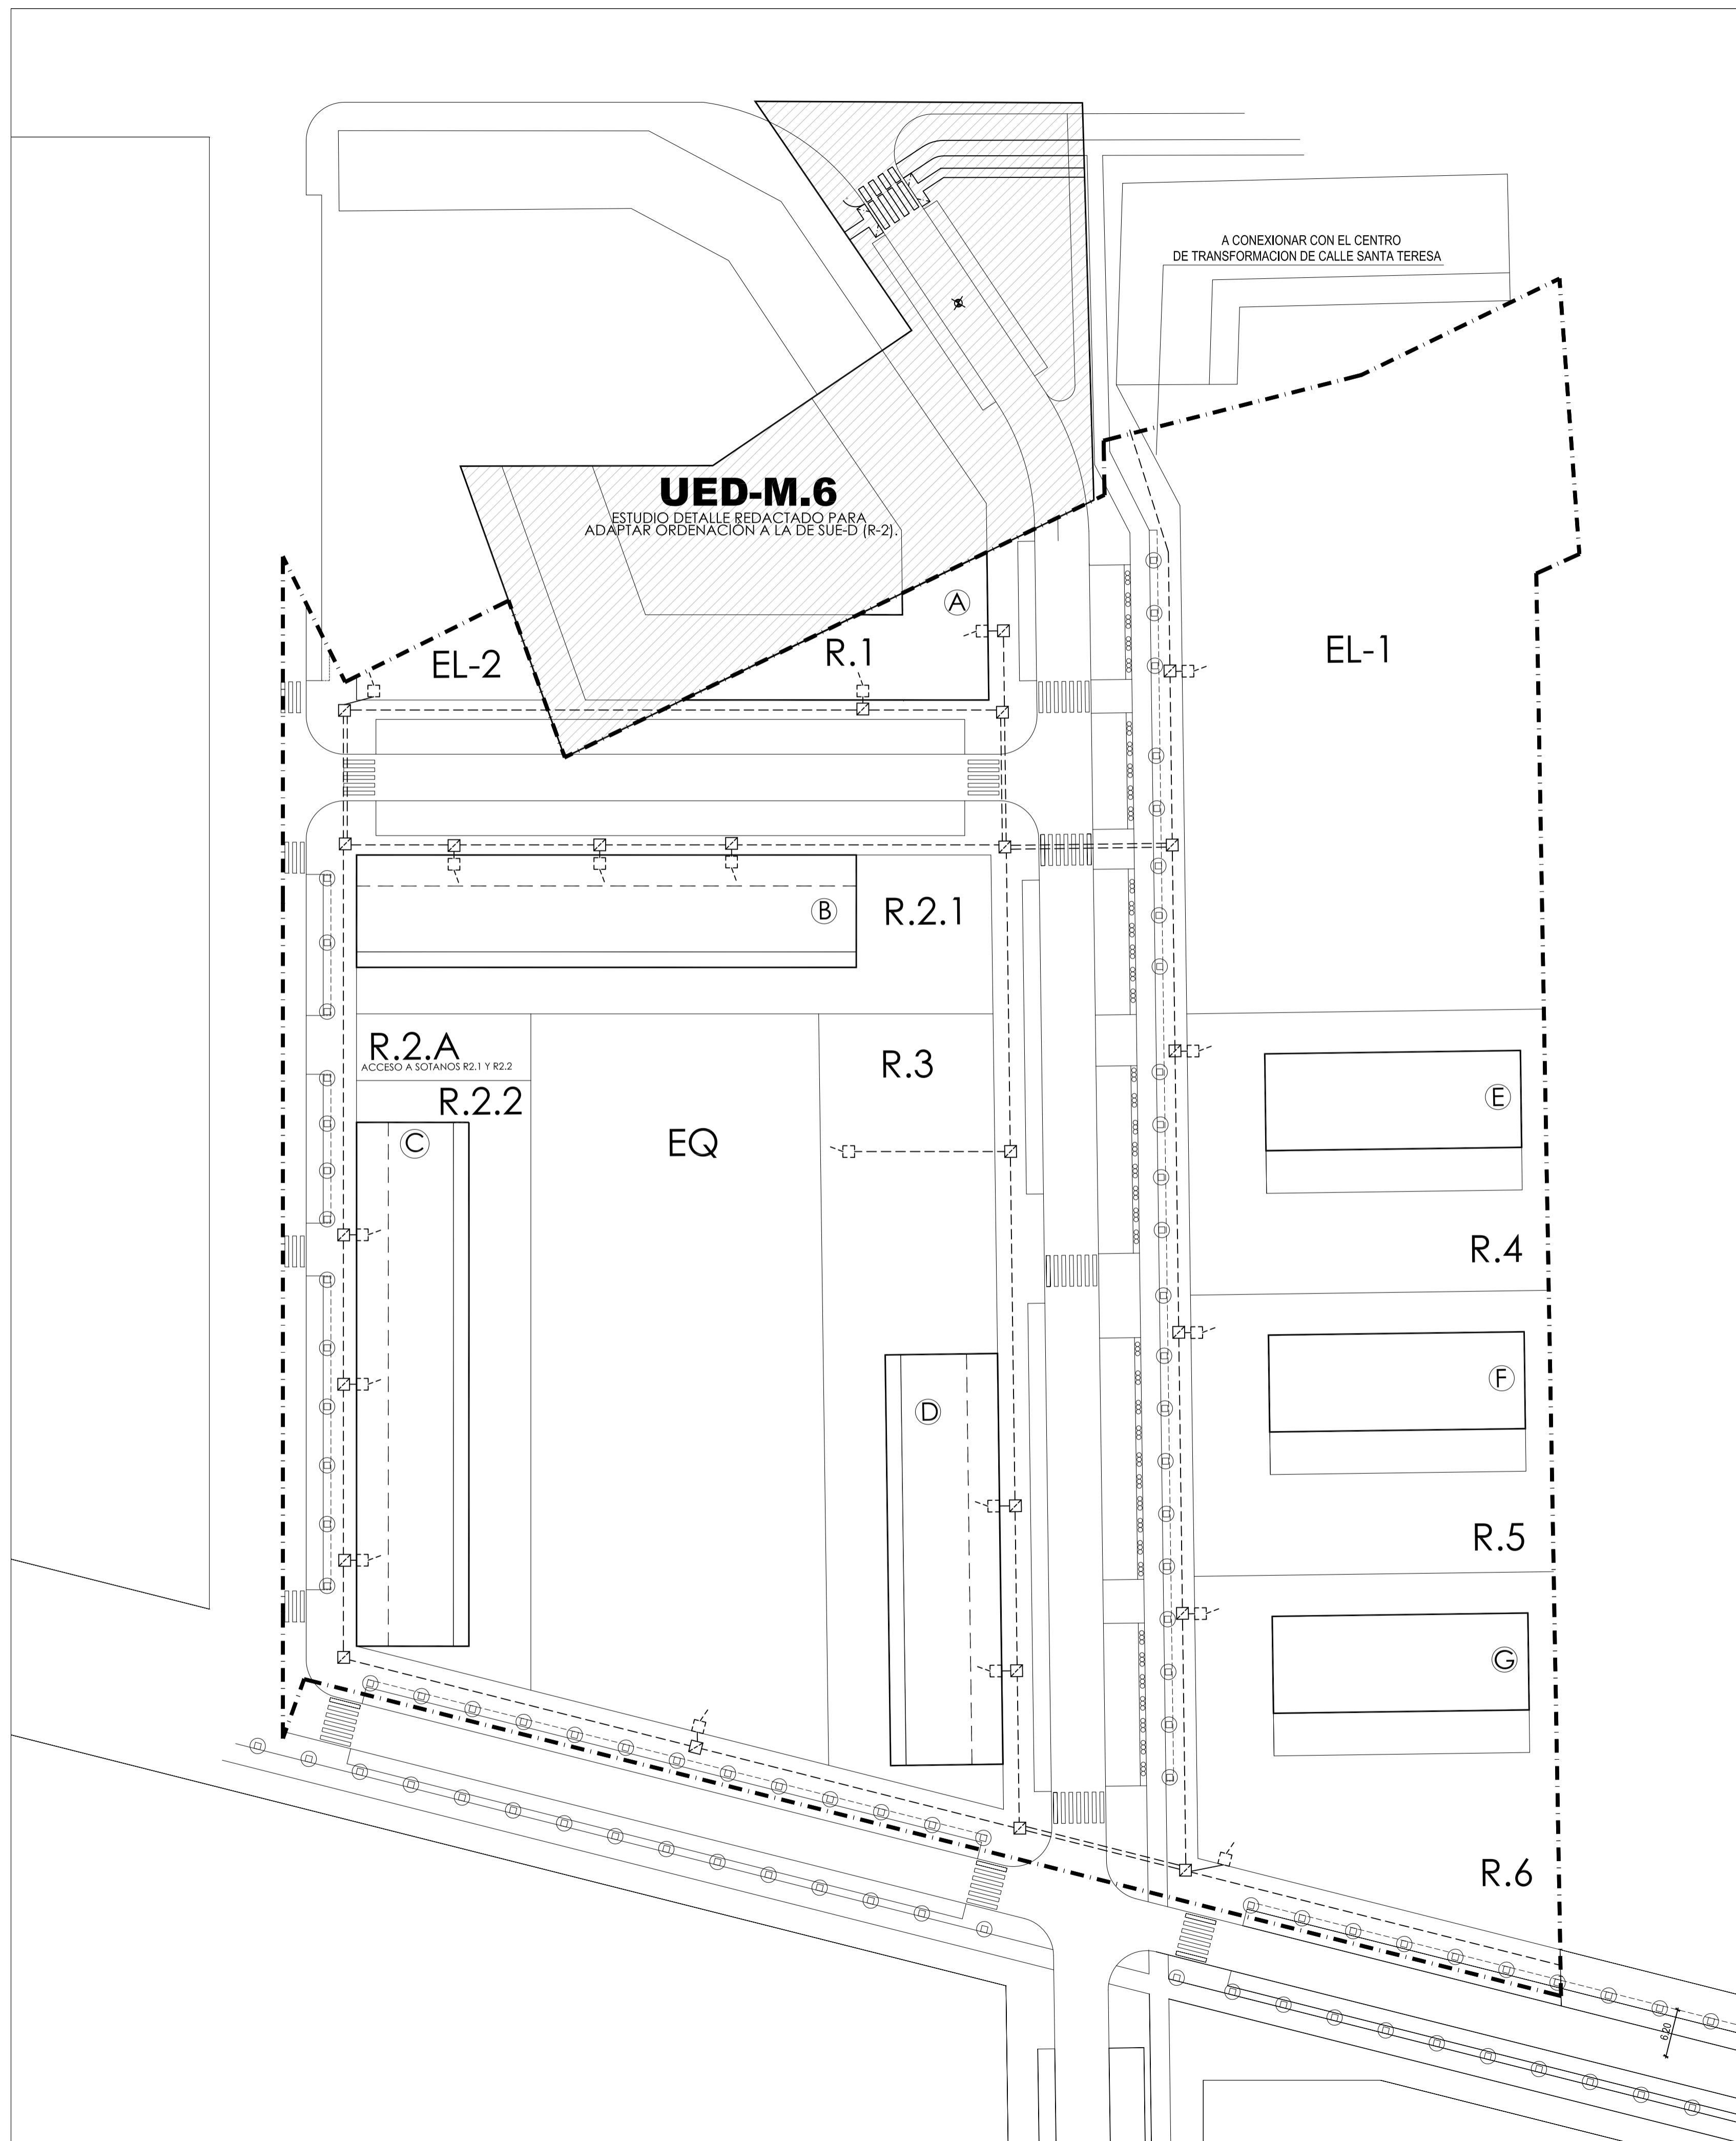 A CONEXIONAR CON EL CENTRO
DE TRANSFORMACION DE CALLE SANTA TERESA
UED-M.6
ESTUDIO DETALLE REDACTADO PARA
ADAPTAR ORDENACIÓN A LA DE SUE-D (R-2).
A
R.1
EL-2
EL-1
B
R.2.1
R.2.A
ACCESO A SOTANOS R2.1 Y R2.2
R.2.2
R.3
C
EQ
E
R.4
F
D
R.5
G
R.6
6.20